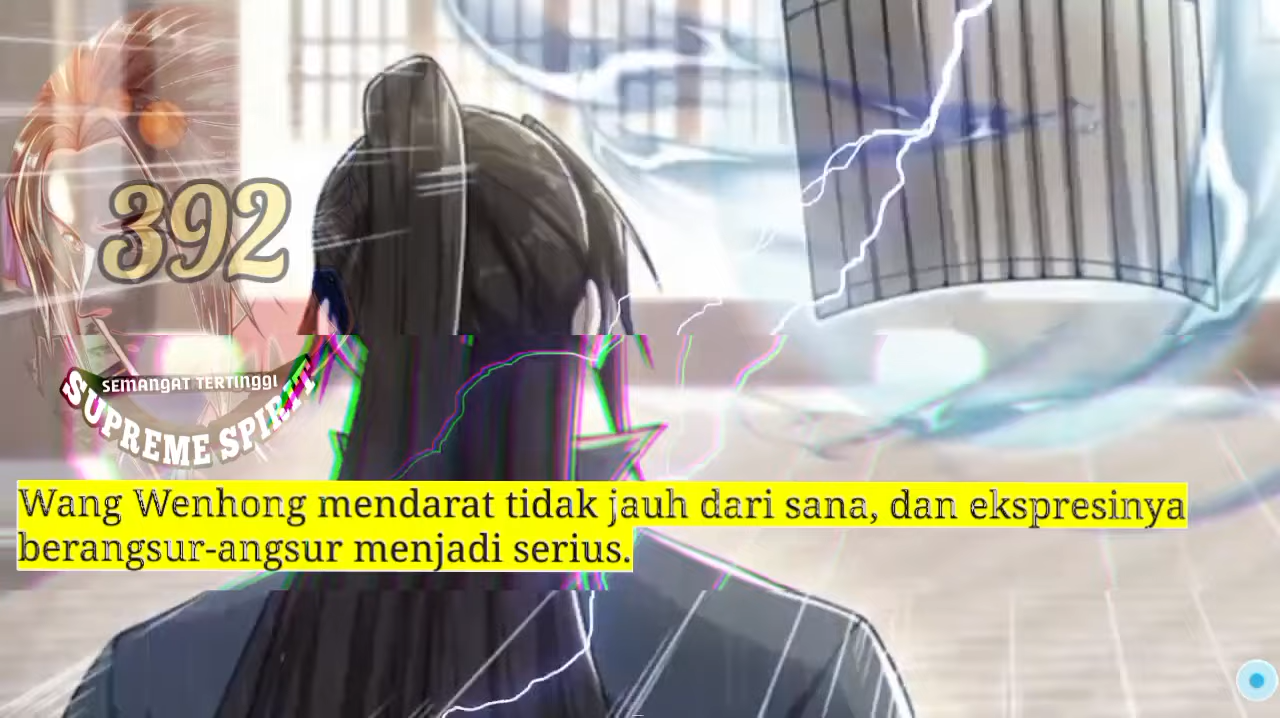 392
SEMANGAT TERTINGGI
SUPREME SPIRIT
Wang Wenhong mendarat tidak jauh dari sana, dan ekspresinya
berangsur-angsur menjadi serius.